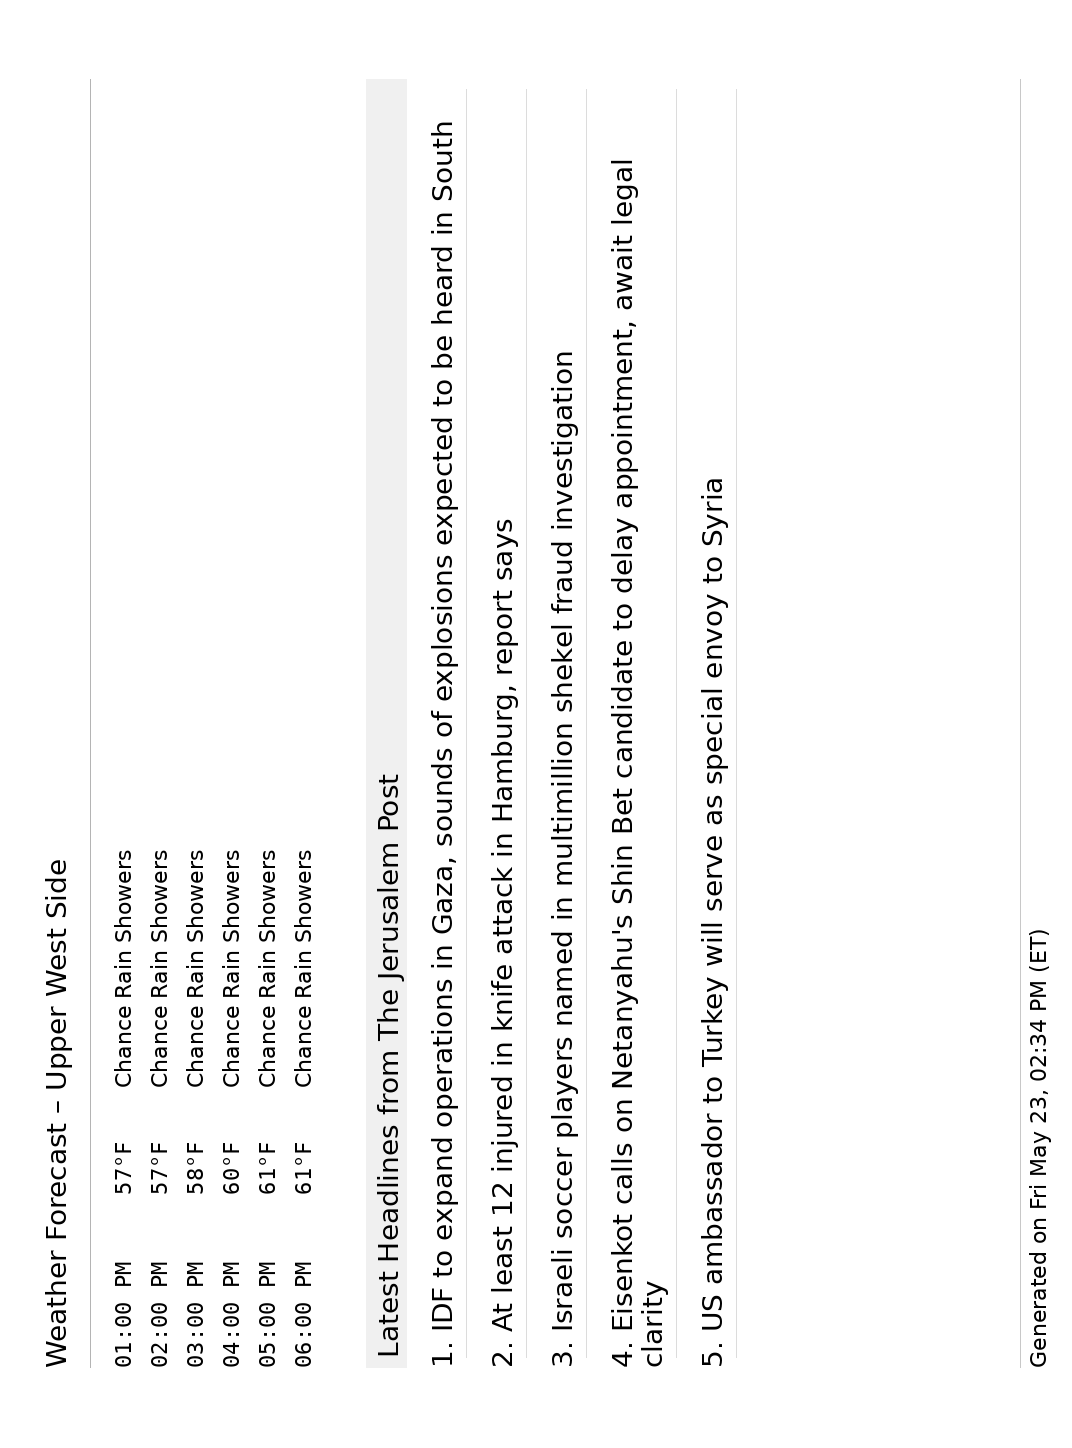 Weather Forecast – Upper West Side
01:00 PM 57°F Chance Rain Showers
02:00 PM 57°F Chance Rain Showers
03:00 PM 58°F Chance Rain Showers
04:00 PM 60°F Chance Rain Showers
05:00 PM 61°F Chance Rain Showers
06:00 PM 61°F Chance Rain Showers
Latest Headlines from The Jerusalem Post
1. IDF to expand operations in Gaza, sounds of explosions expected to be heard in South
2. At least 12 injured in knife attack in Hamburg, report says
3. Israeli soccer players named in multimillion shekel fraud investigation
4. Eisenkot calls on Netanyahu's Shin Bet candidate to delay appointment, await legal
clarity
5. US ambassador to Turkey will serve as special envoy to Syria
Generated on Fri May 23, 02:34 PM (ET)